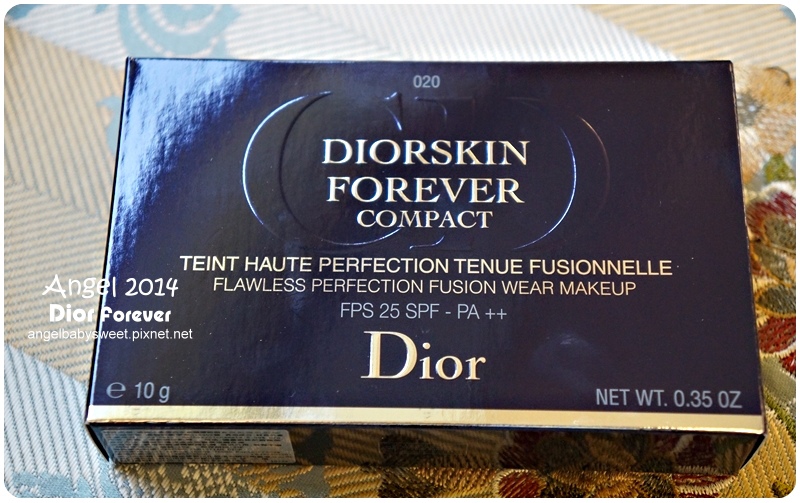 020
DIORSKIN
FOREVER
COMPACT
TEINT HAUTE PERFECTION TENUE FUSIONNELLE
FLAWLESS PERFECTION FUSION WEAR MAKEUP
FPS 25 SPF - PA ++
Dior
℮ 10 g
NET WT. 0.35 OZ
Angel 2014
Dior Forever
angelbabysweet.pixnet.net